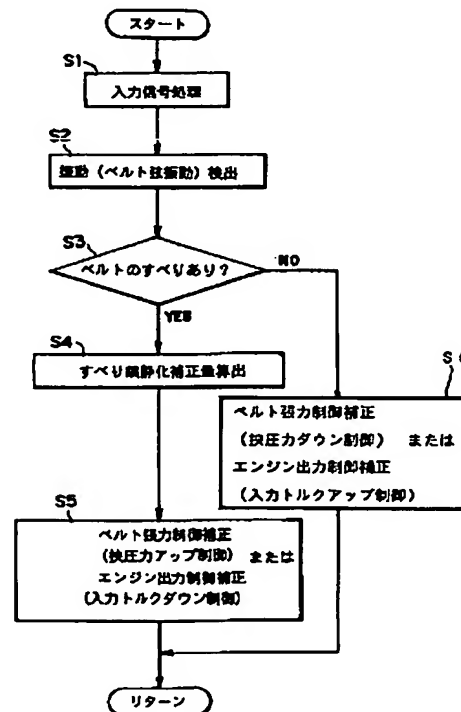 スタート
S1
入力信号処理
S2
振動（ベルト弦振動）検出
S3
ベルトのすべりあり？
NO
YES
S4
すべり鎮静化補正量算出
S
ベルト張力制御補正
（挟圧力ダウン制御） または
エンジン出力制御補正
（入力トルクアップ制御）
S5
ベルト張力制御補正
（挟圧力アップ制御） または
エンジン出力制御補正
（入力トルクダウン制御）
リターン